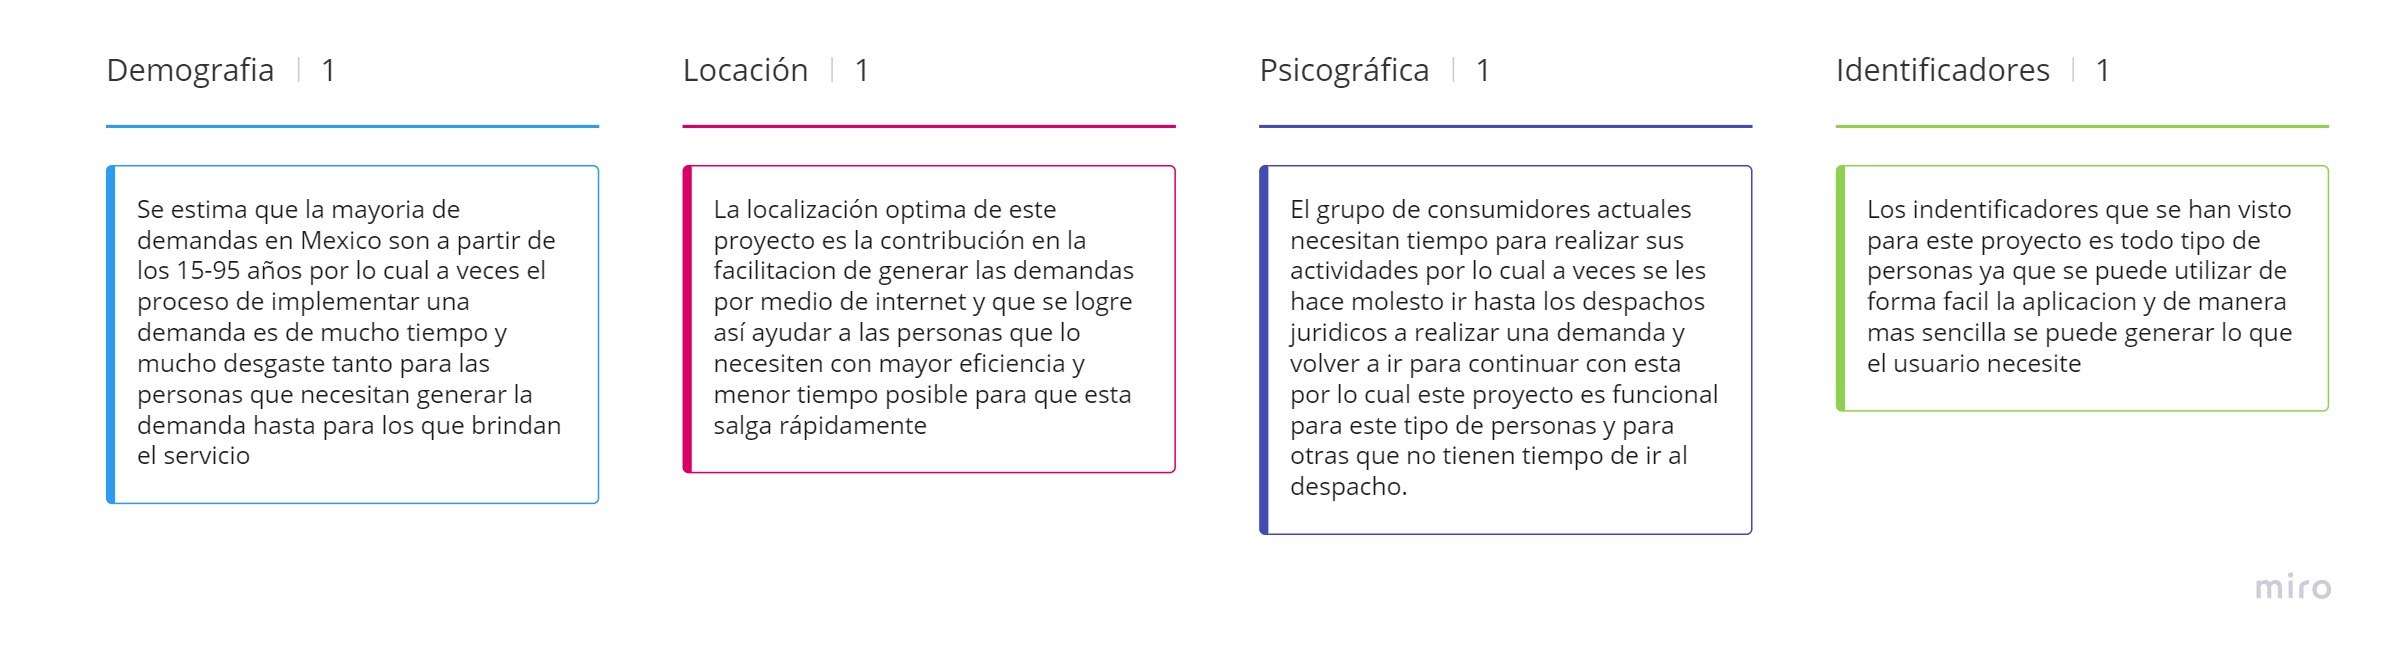 Demografia | 1
Se estima que la mayoria de
demandas en Mexico son a partir de
los 15-95 años por lo cual a veces el
proceso de implementar una
demanda es de mucho tiempo y
mucho desgaste tanto para las
personas que necesitan generar la
demanda hasta para los que brindan
el servicio
Locación | 1
La localización optima de este
proyecto es la contribución en la
facilitacion de generar las demandas
por medio de internet y que se logre
así ayudar a las personas que lo
necesiten con mayor eficiencia y
menor tiempo posible para que esta
salga rápidamente
Psicográfica | 1
El grupo de consumidores actuales
necesitan tiempo para realizar sus
actividades por lo cual a veces se les
hace molesto ir hasta los despachos
juridicos a realizar una demanda y
volver a ir para continuar con esta
por lo cual este proyecto es funcional
para este tipo de personas y para
otras que no tienen tiempo de ir al
despacho.
Identificadores | 1
Los indentificadores que se han visto
para este proyecto es todo tipo de
personas ya que se puede utilizar de
forma facil la aplicacion y de manera
mas sencilla se puede generar lo que
el usuario necesite
miro